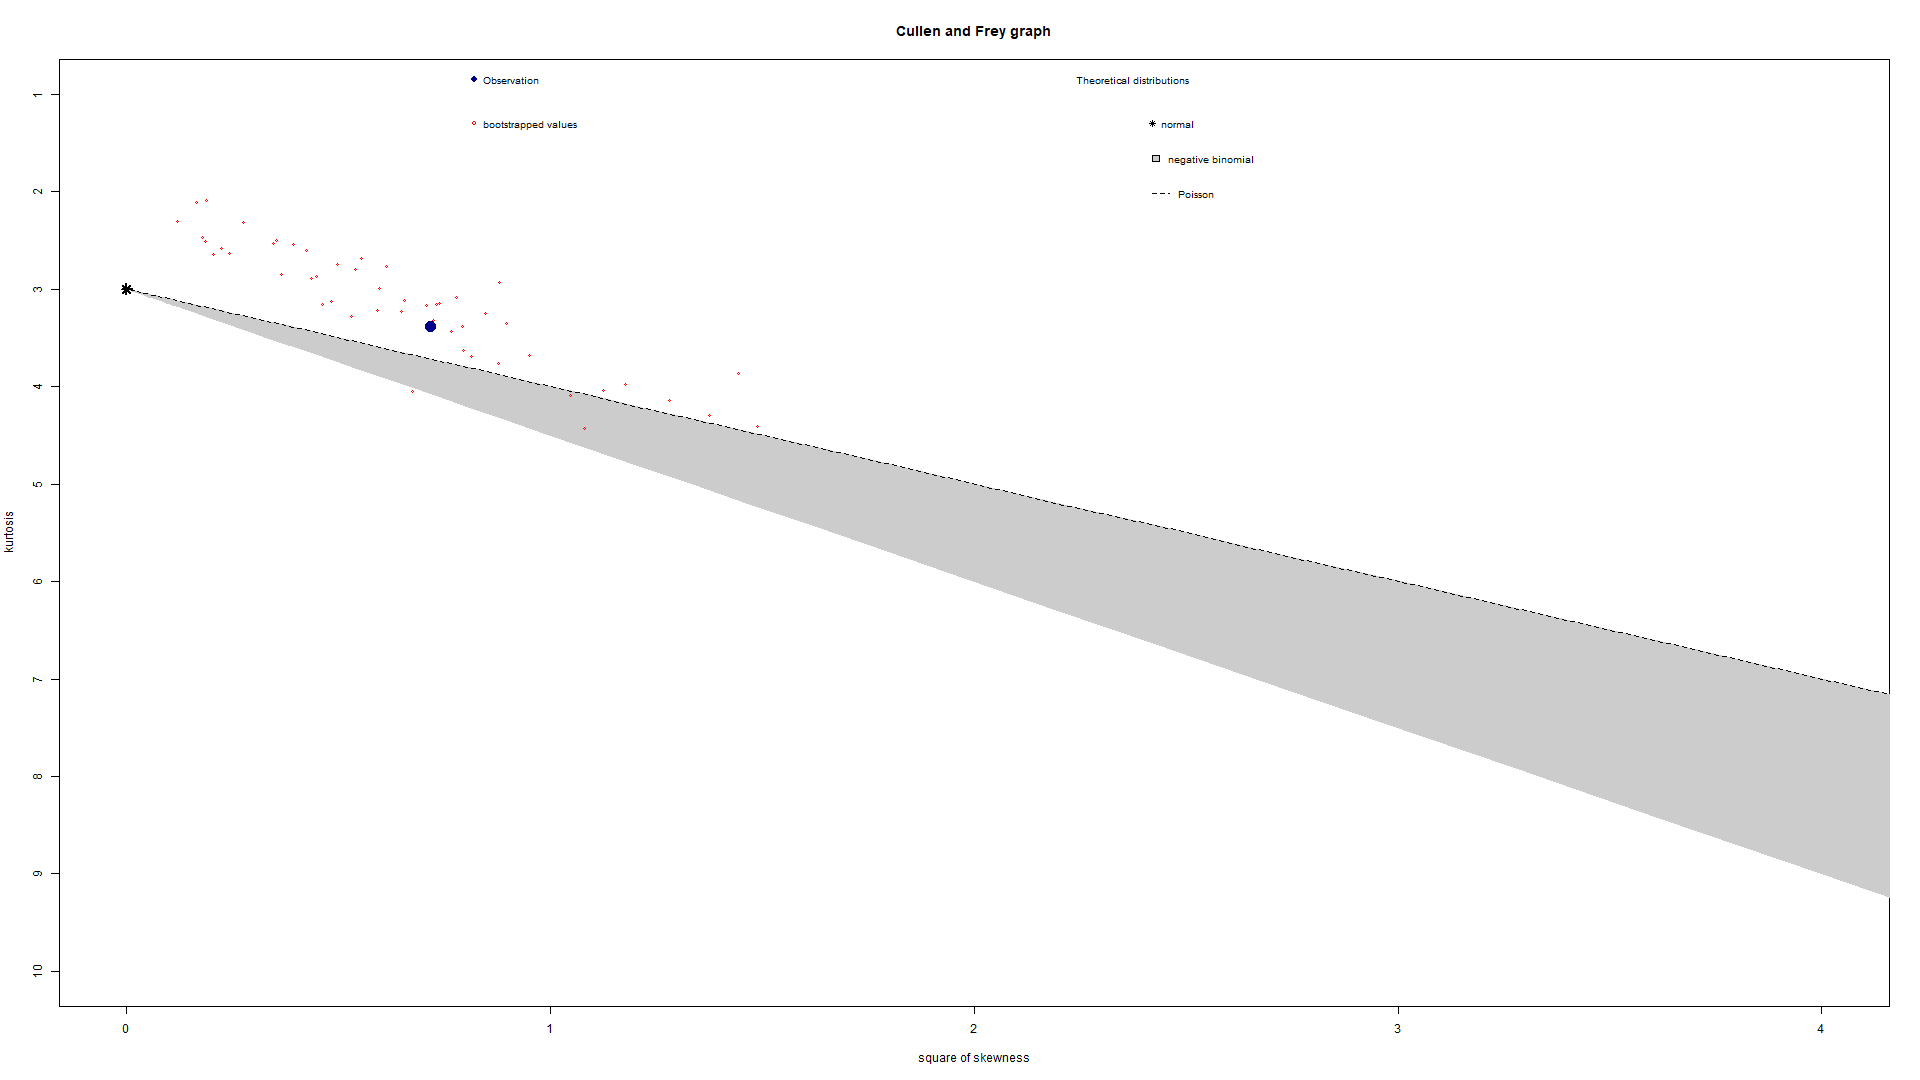 Cullen and Frey graph
Observation
bootstrapped values
Theoretical distributions
normal
negative binomial
Poisson
kurtosis
1
2
3
4
5
6
7
8
9
10
0
1
2
3
4
square of skewness